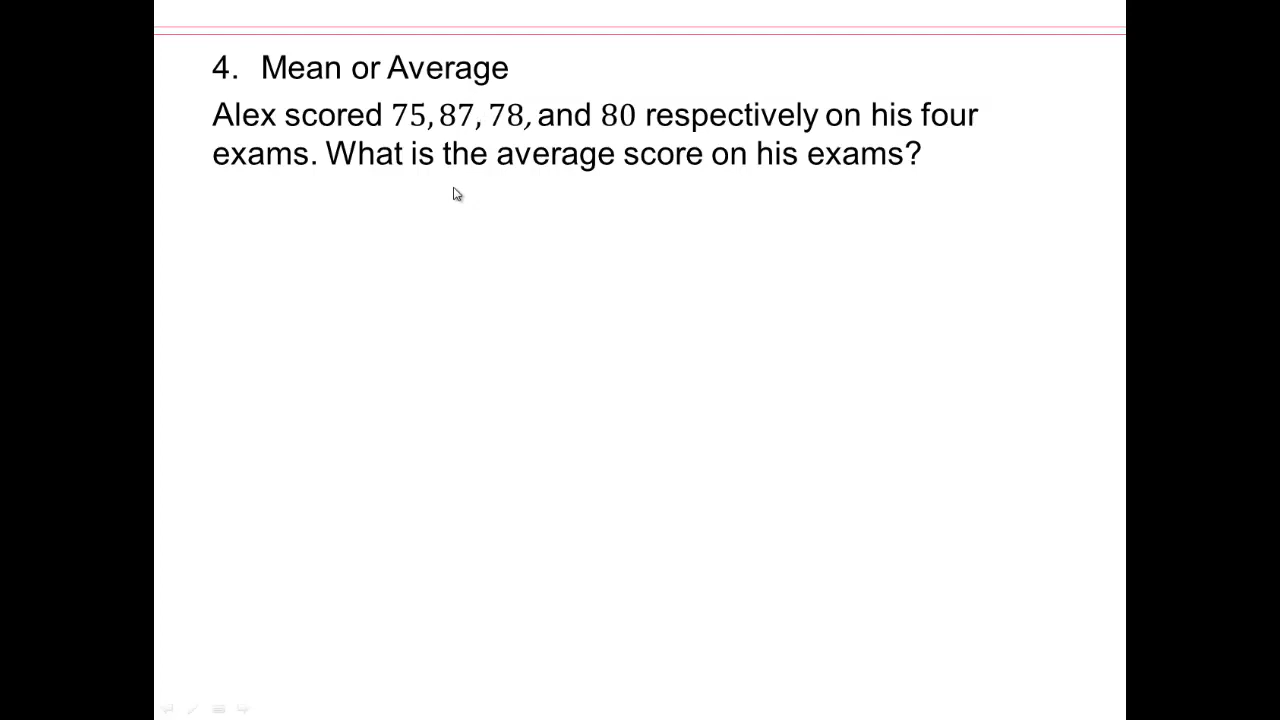 4. Mean or Average
Alex scored 75, 87, 78, and 80 respectively on his four
exams. What is the average score on his exams?